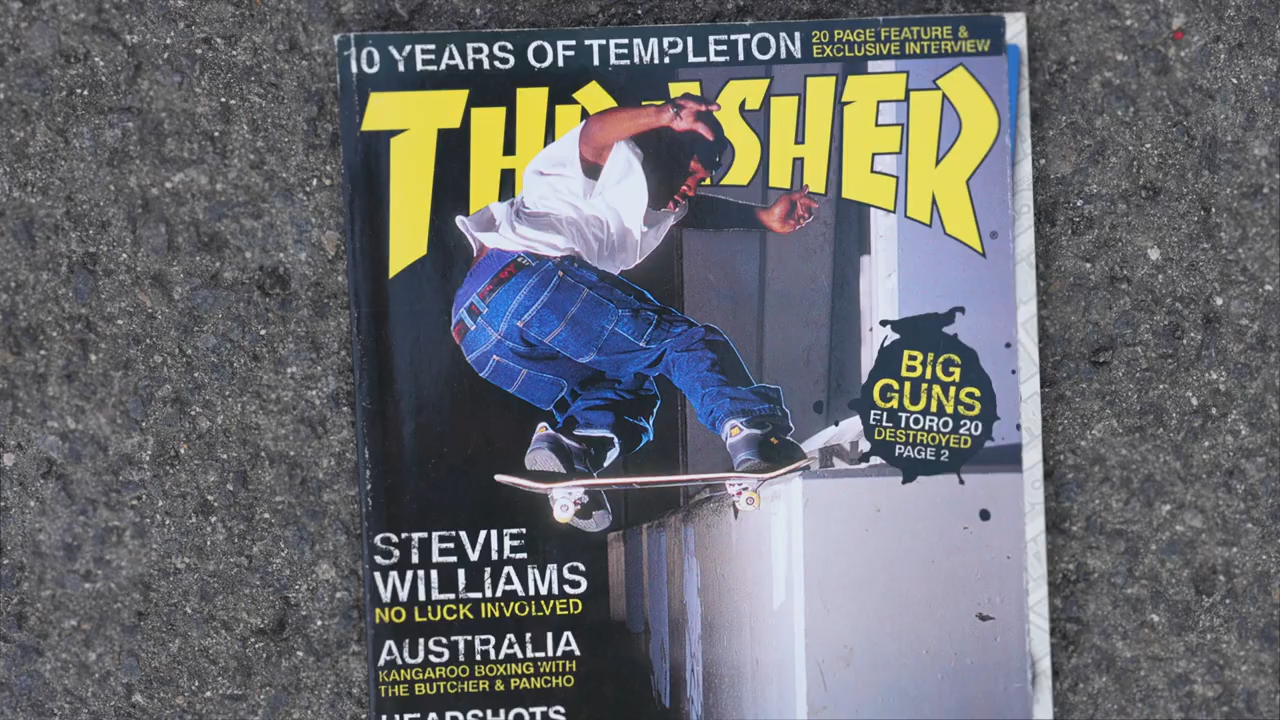 10 YEARS OF TEMPLETON
20 PAGE FEATURE &
EXCLUSIVE INTERVIEW
THRASHER
®
BIG
GUNS
EL TORO 20
DESTROYED
PAGE 2
STEVIE
WILLIAMS
NO LUCK INVOLVED
AUSTRALIA
KANGAROO BOXING WITH
THE BUTCHER & PANCHO
HEADSHOTS